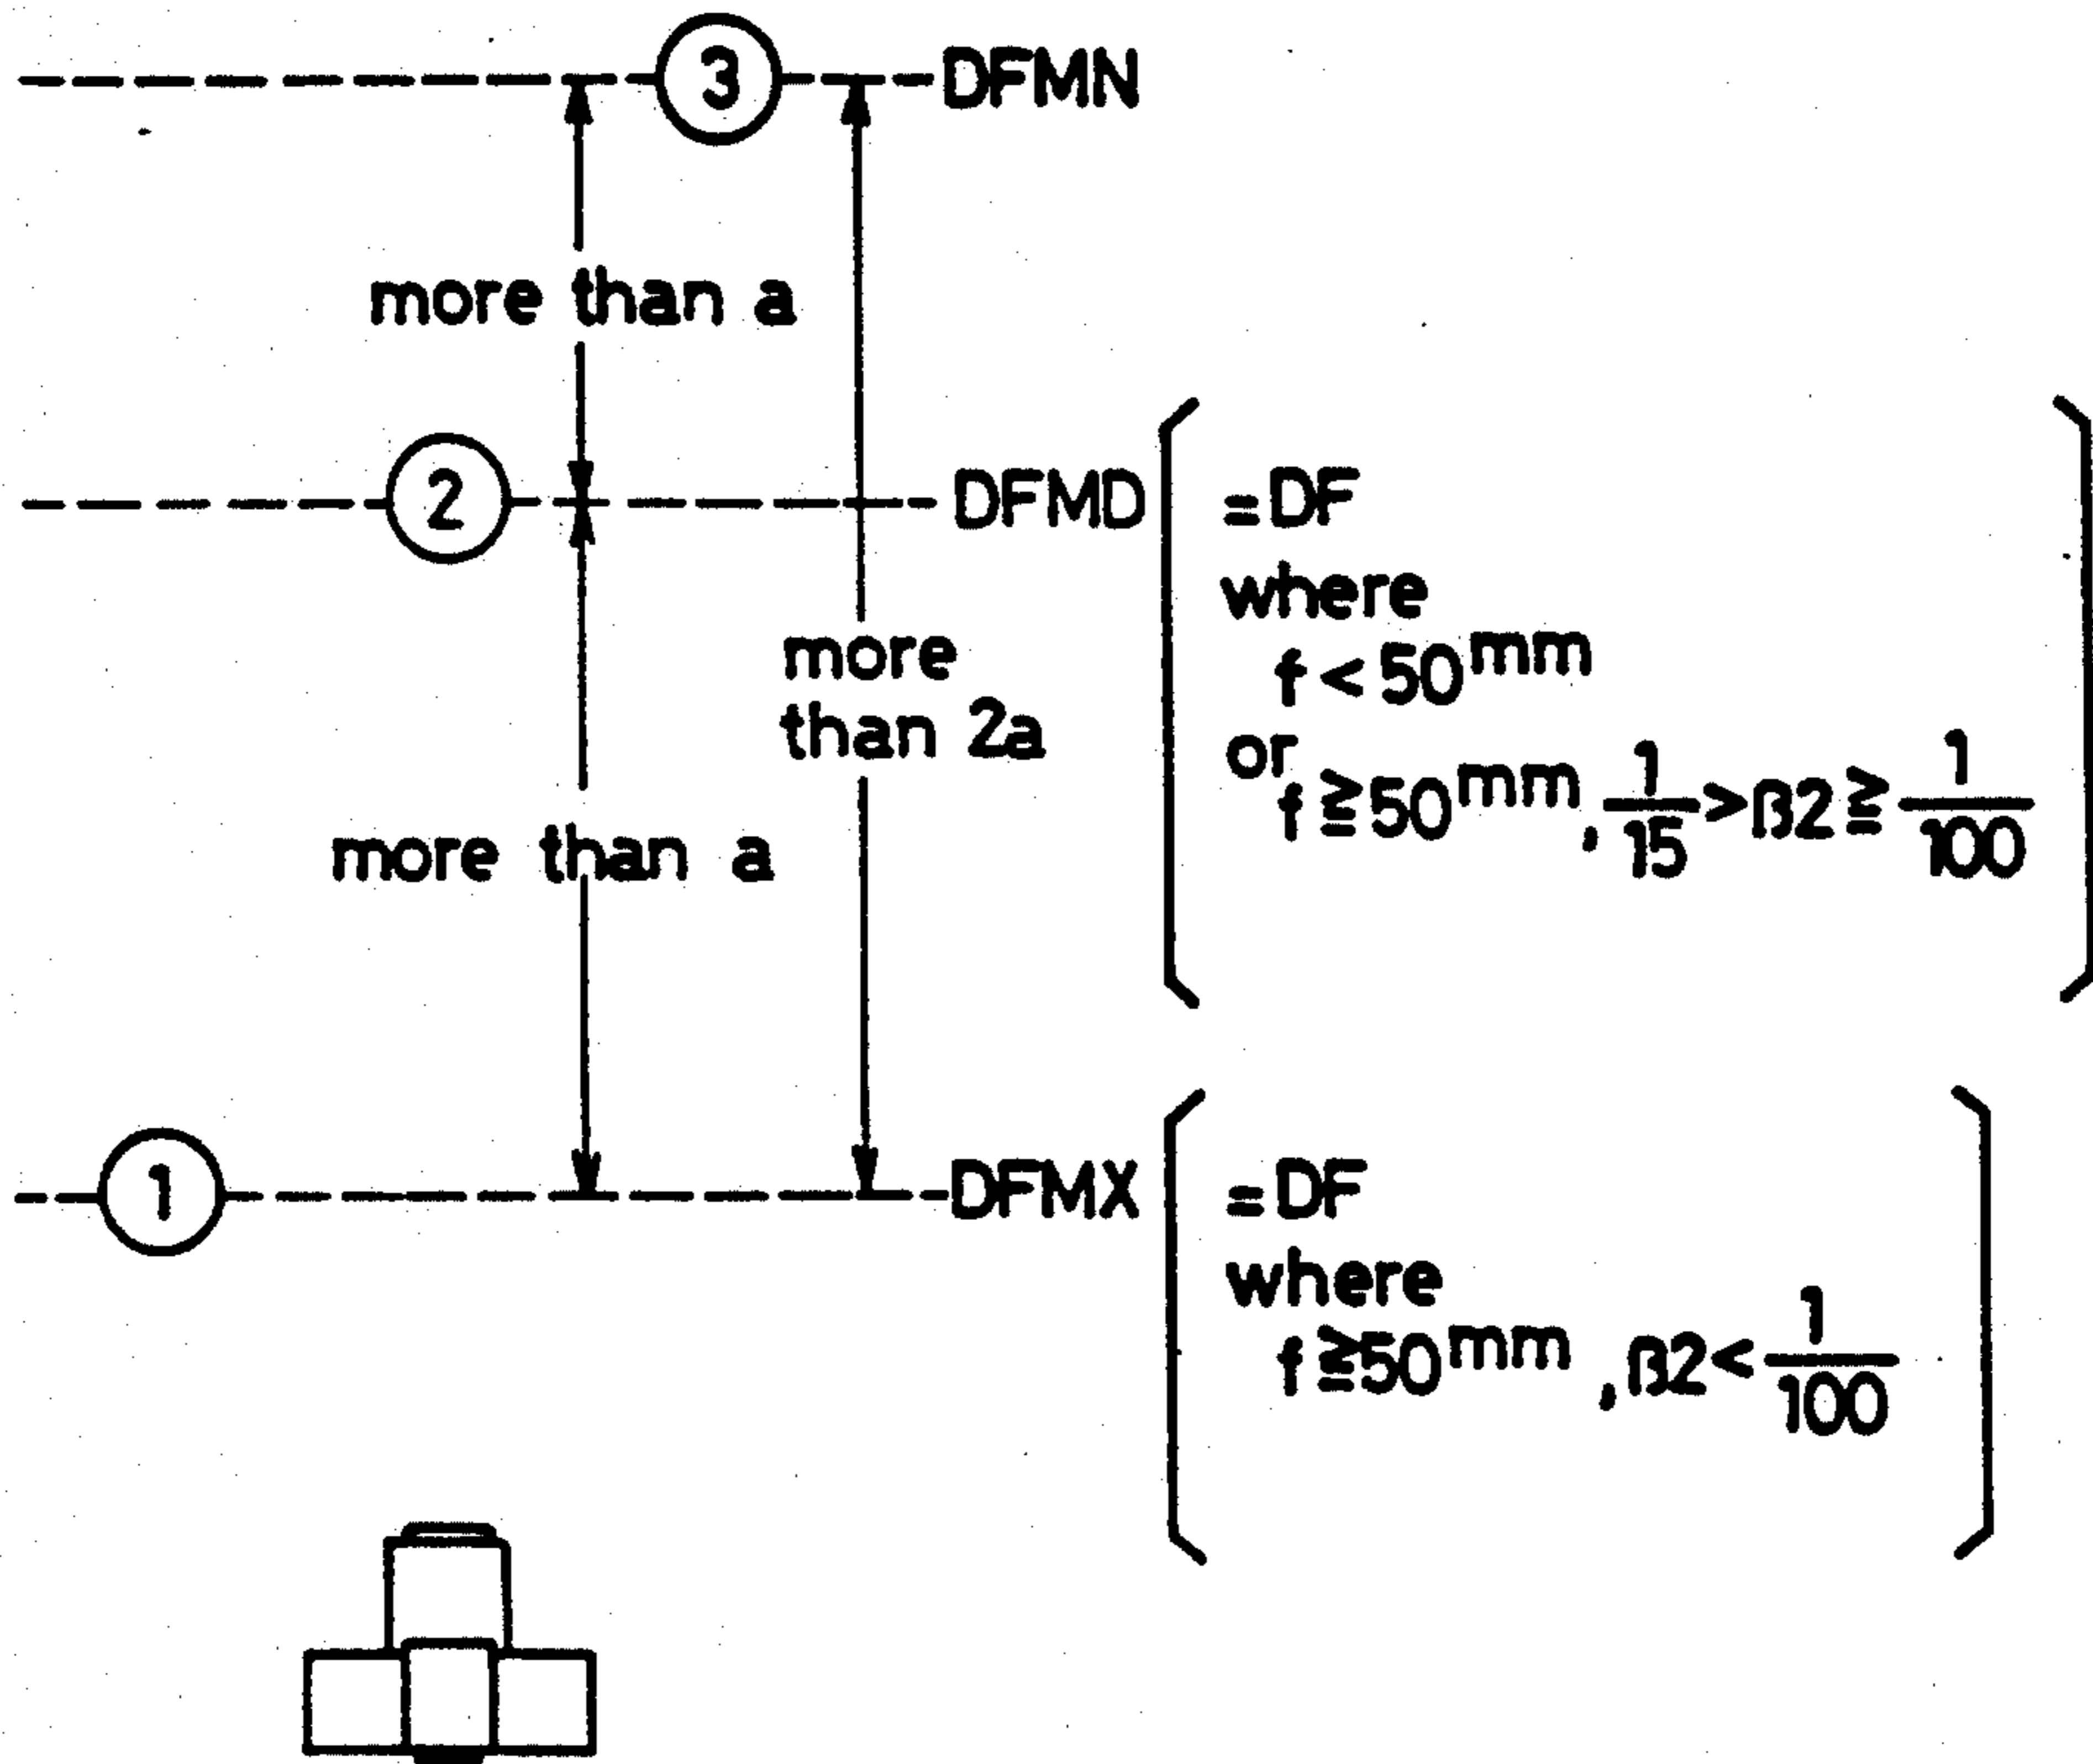 ③ DFMN
more than a
② DFMD
=DF
where
f<50mm
or
f≧50mm, 1/15>β2≧1/100
more
than 2a
more than a
① DFMX
=DF
where
f≧50mm, β2<1/100